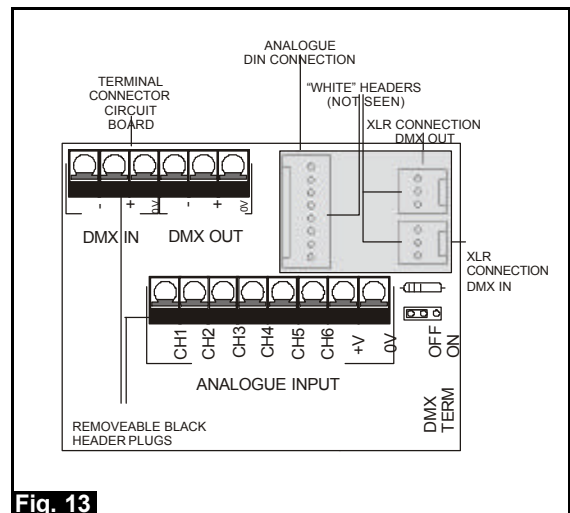 ANALOGUE
DIN CONNECTION
"WHITE" HEADERS
(NOT SEEN)
TERMINAL
CONNECTOR
CIRCUIT
BOARD
XLR CONNECTION
DMX OUT
- + 0V - + 0V
DMX IN DMX OUT
XLR
CONNECTION
DMX IN
CH1 CH2 CH3 CH4 CH5 CH6 +V 0V
OFF ON
ANALOGUE INPUT
DMX
TERM
REMOVEABLE BLACK
HEADER PLUGS
Fig. 13